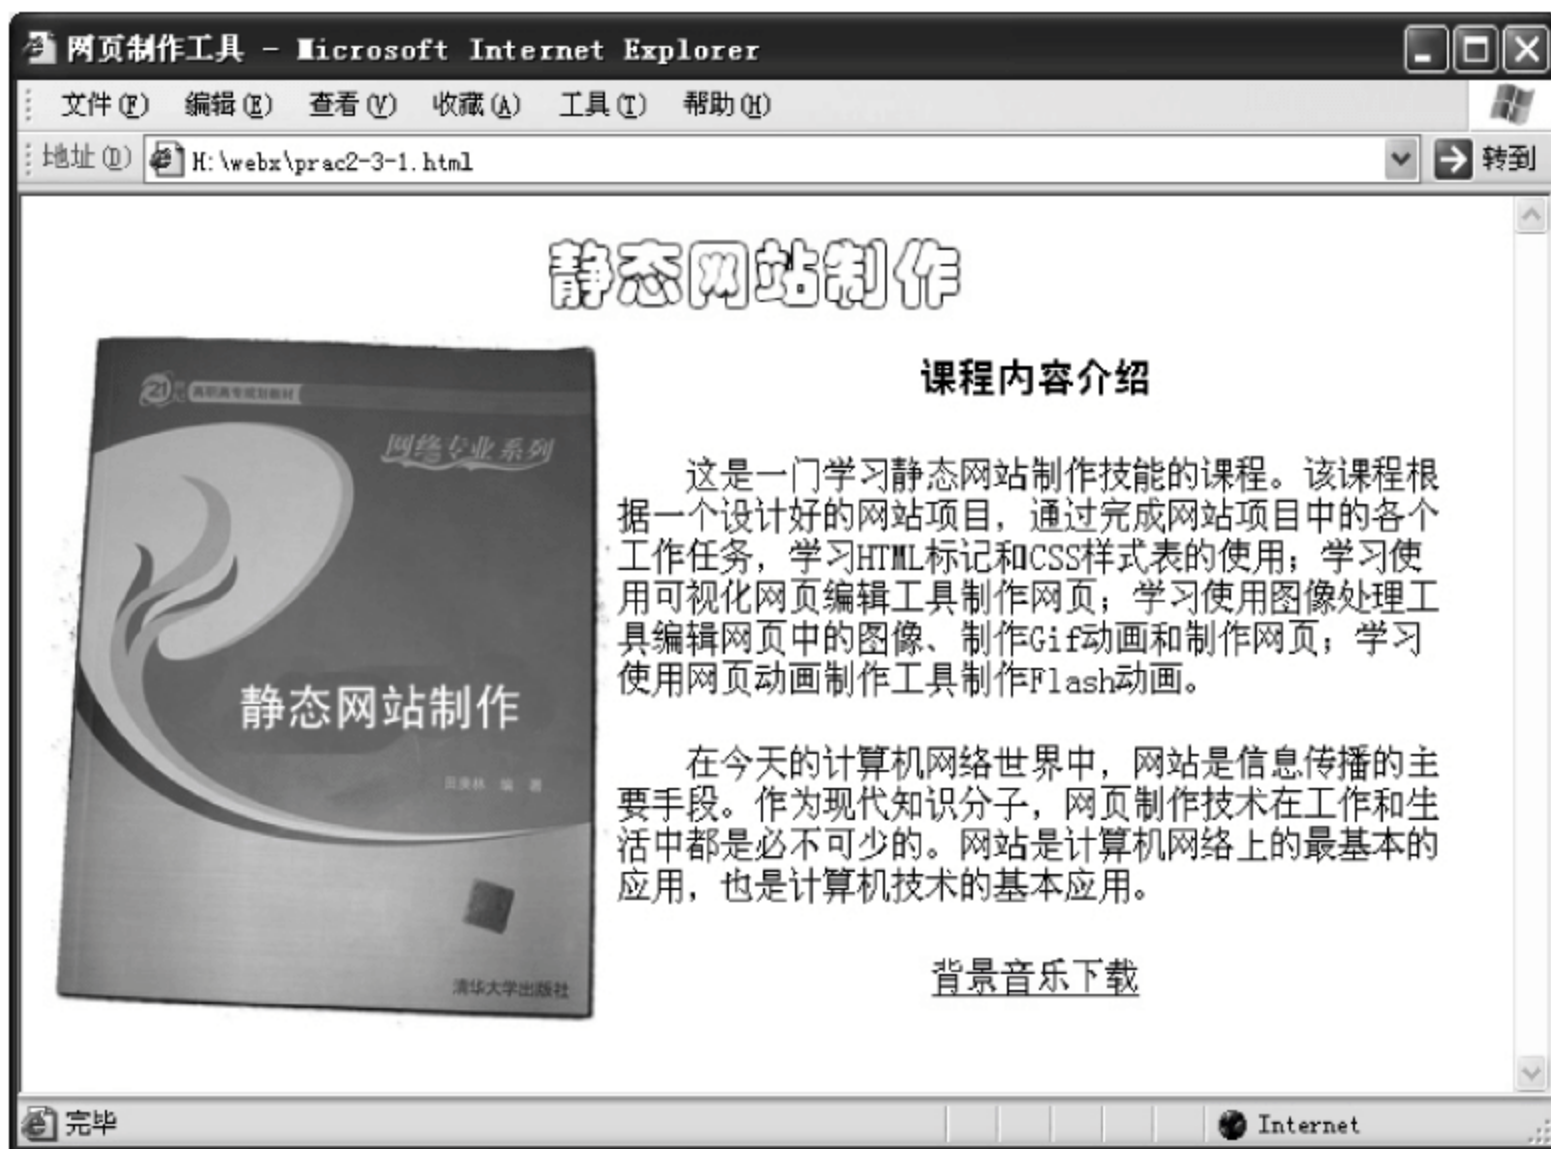 网页制作工具 - Microsoft Internet Explorer
文件(F) 编辑(E) 查看(V) 收藏(A) 工具(T) 帮助(H)
地址(D) H:\webx\prac2-3-1.html 转到
静态网站制作
21 高职高专规划教材
网络专业系列
静态网站制作
编 著
清华大学出版社
课程内容介绍
这是一门学习静态网站制作技能的课程。该课程根
据一个设计好的网站项目，通过完成网站项目中的各个
工作任务，学习HTML标记和CSS样式表的使用；学习使
用可视化网页编辑工具制作网页；学习使用图像处理工
具编辑网页中的图像、制作Gif动画和制作网页；学习
使用网页动画制作工具制作Flash动画。
在今天的计算机网络世界中，网站是信息传播的主
要手段。作为现代知识分子，网页制作技术在工作和生
活中都是必不可少的。网站是计算机网络上的最基本的
应用，也是计算机技术的基本应用。
背景音乐下载
完毕 Internet